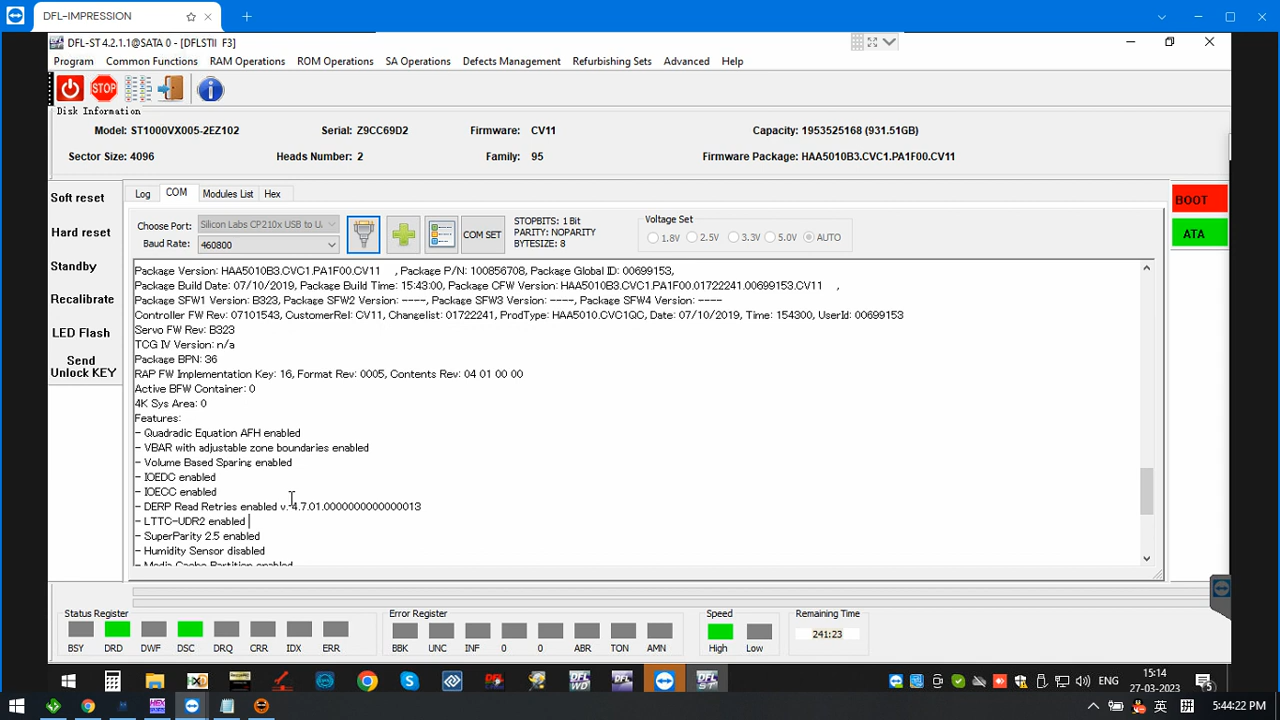 DFL-IMPRESSION
DFL-ST 4.2.1.1@SATA 0 - [DFLSTII F3]
Program Common Functions RAM Operations ROM Operations SA Operations Defects Management Refurbishing Sets Advanced Help
STOP
Disk Information
Model: ST1000VX005-2EZ102 Serial: Z9CC69D2 Firmware: CV11 Capacity: 1953525168 (931.51GB)
Sector Size: 4096 Heads Number: 2 Family: 95 Firmware Package: HAA5010B3.CVC1.PA1F00.CV11
Soft reset
Hard reset
Standby
Recalibrate
LED Flash
Send
Unlock KEY
Log COM Modules List Hex
Choose Port: Silicon Labs CP210x USB to U.
Baud Rate: 460800
COM SET
STOPBITS: 1 Bit
PARITY: NOPARITY
BYTESIZE: 8
Voltage Set
1.8V 2.5V 3.3V 5.0V AUTO
BOOT
ATA
Package Version: HAA5010B3.CVC1.PA1F00.CV11 , Package P/N: 100856708, Package Global ID: 00699153,
Package Build Date: 07/10/2019, Package Build Time: 15:43:00, Package CFW Version: HAA5010B3.CVC1.PA1F00.01722241.00699153.CV11 ,
Package SFW1 Version: B323, Package SFW2 Version: ----, Package SFW3 Version: ----, Package SFW4 Version: ----
Controller FW Rev: 07101543, CustomerRel: CV11, Changelist: 01722241, ProdType: HAA5010.CVC1QC, Date: 07/10/2019, Time: 154300, UserId: 00699153
Servo FW Rev: B323
TCG IV Version: n/a
Package BPN: 36
RAP FW Implementation Key: 16, Format Rev: 0005, Contents Rev: 04 01 00 00
Active BFW Container: 0
4K Sys Area: 0
Features:
- Quadradic Equation AFH enabled
- VBAR with adjustable zone boundaries enabled
- Volume Based Sparing enabled
- IOEDC enabled
- IOECC enabled
- DERP Read Retries enabled v. 4.7.01.0000000000000013
- LTTC-UDR2 enabled
- SuperParity 2.5 enabled
- Humidity Sensor disabled
- Media Cache Partition enabled
Status Register Error Register Speed Remaining Time
241:23
BSY DRD DWF DSC DRQ CRR IDX ERR BBK UNC INF 0 0 ABR TON AMN High Low
DFL WD
DFL ST
ENG
15:14
27-03-2023
5
HEX
英
拼
5:44:22 PM